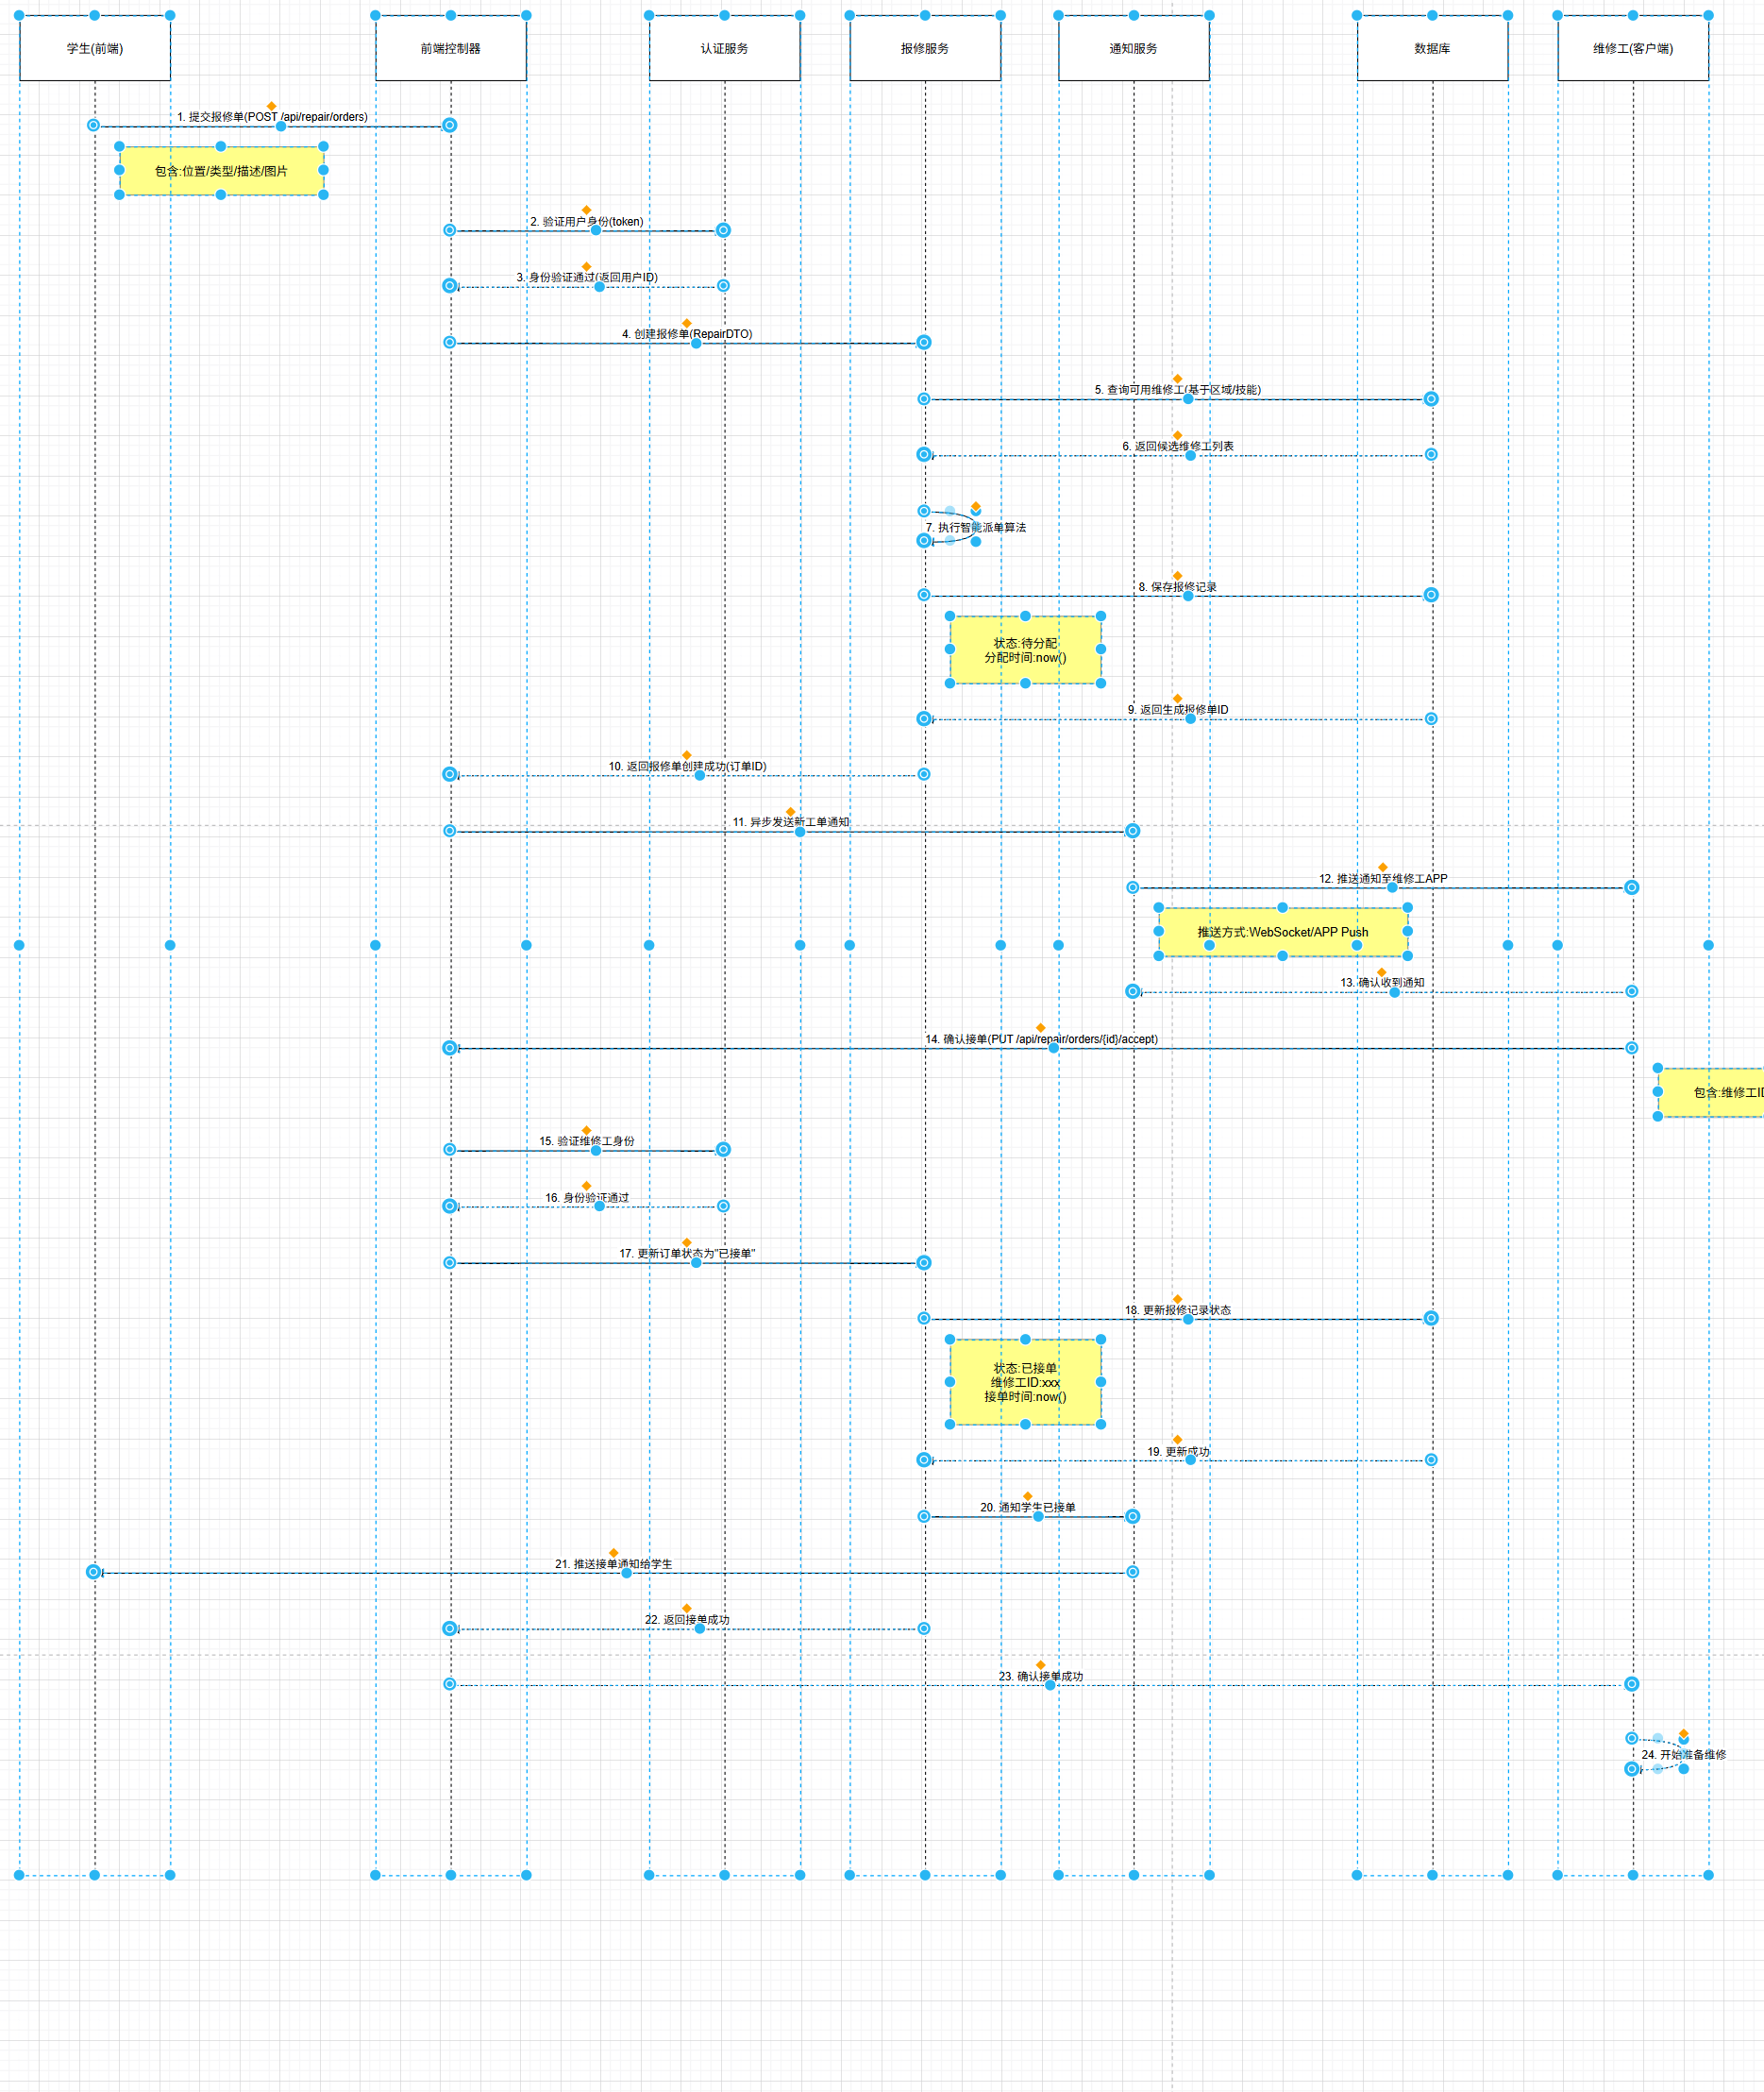 学生(前端)
前端控制器
认证服务
报修服务
通知服务
数据库
维修工(客户端)
1. 提交报修单(POST /api/repair/orders)
包含:位置/类型/描述/图片
2. 验证用户身份(token)
3. 身份验证通过(返回用户ID)
4. 创建报修单(RepairDTO)
5. 查询可用维修工(基于区域/技能)
6. 返回候选维修工列表
7. 执行智能派单算法
8. 保存报修记录
状态:待分配
分配时间:now()
9. 返回生成报修单ID
10. 返回报修单创建成功(订单ID)
11. 异步发送新工单通知
12. 推送通知至维修工APP
推送方式:WebSocket/APP Push
13. 确认收到通知
14. 确认接单(PUT /api/repair/orders/{id}/accept)
包含:维修工ID
15. 验证维修工身份
16. 身份验证通过
17. 更新订单状态为"已接单"
18. 更新报修记录状态
状态:已接单
维修工ID:xxx
接单时间:now()
19. 更新成功
20. 通知学生已接单
21. 推送接单通知给学生
22. 返回接单成功
23. 确认接单成功
24. 开始准备维修